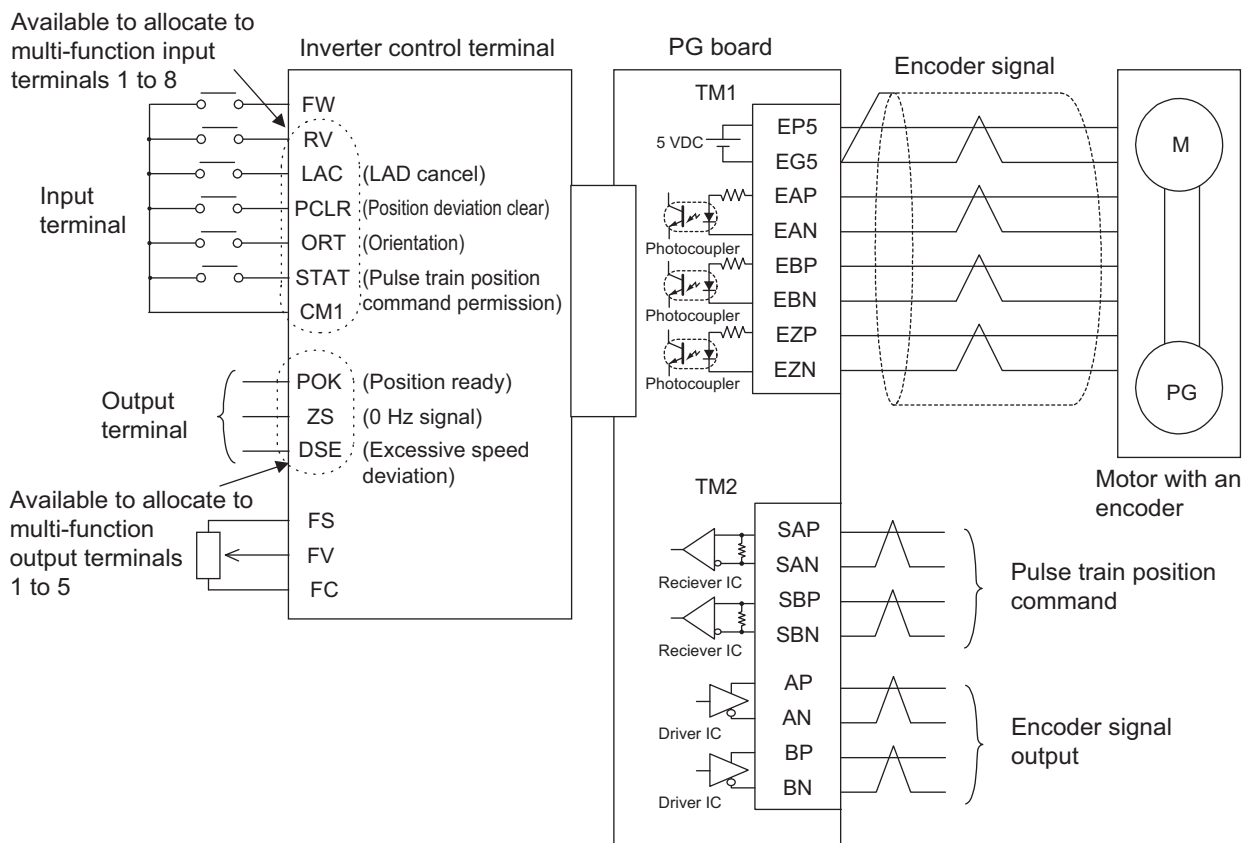 Available to allocate to
multi-function input
terminals 1 to 8
Inverter control terminal
Input
terminal
FW
RV
LAC (LAD cancel)
PCLR (Position deviation clear)
ORT (Orientation)
STAT (Pulse train position
command permission)
CM1
Output
terminal
POK (Position ready)
ZS (0 Hz signal)
DSE (Excessive speed
deviation)
Available to allocate to
multi-function
output terminals
1 to 5
FS
FV
FC
PG board
TM1
5 VDC
EP5
EG5
EAP
EAN
EBP
EBN
EZP
EZN
Photocoupler
Photocoupler
Photocoupler
Encoder signal
M
PG
Motor with an
encoder
TM2
SAP
SAN
SBP
SBN
AP
AN
BP
BN
Reciever IC
Reciever IC
Driver IC
Driver IC
Pulse train position
command
Encoder signal
output